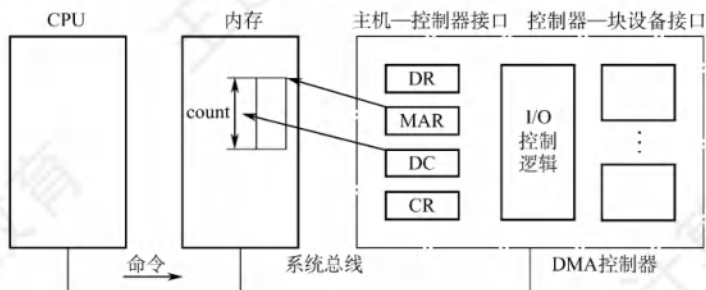 CPU
内存
主机—控制器接口
控制器—块设备接口
count
DR
MAR
DC
CR
I/O
控制
逻辑
命令
系统总线
DMA控制器